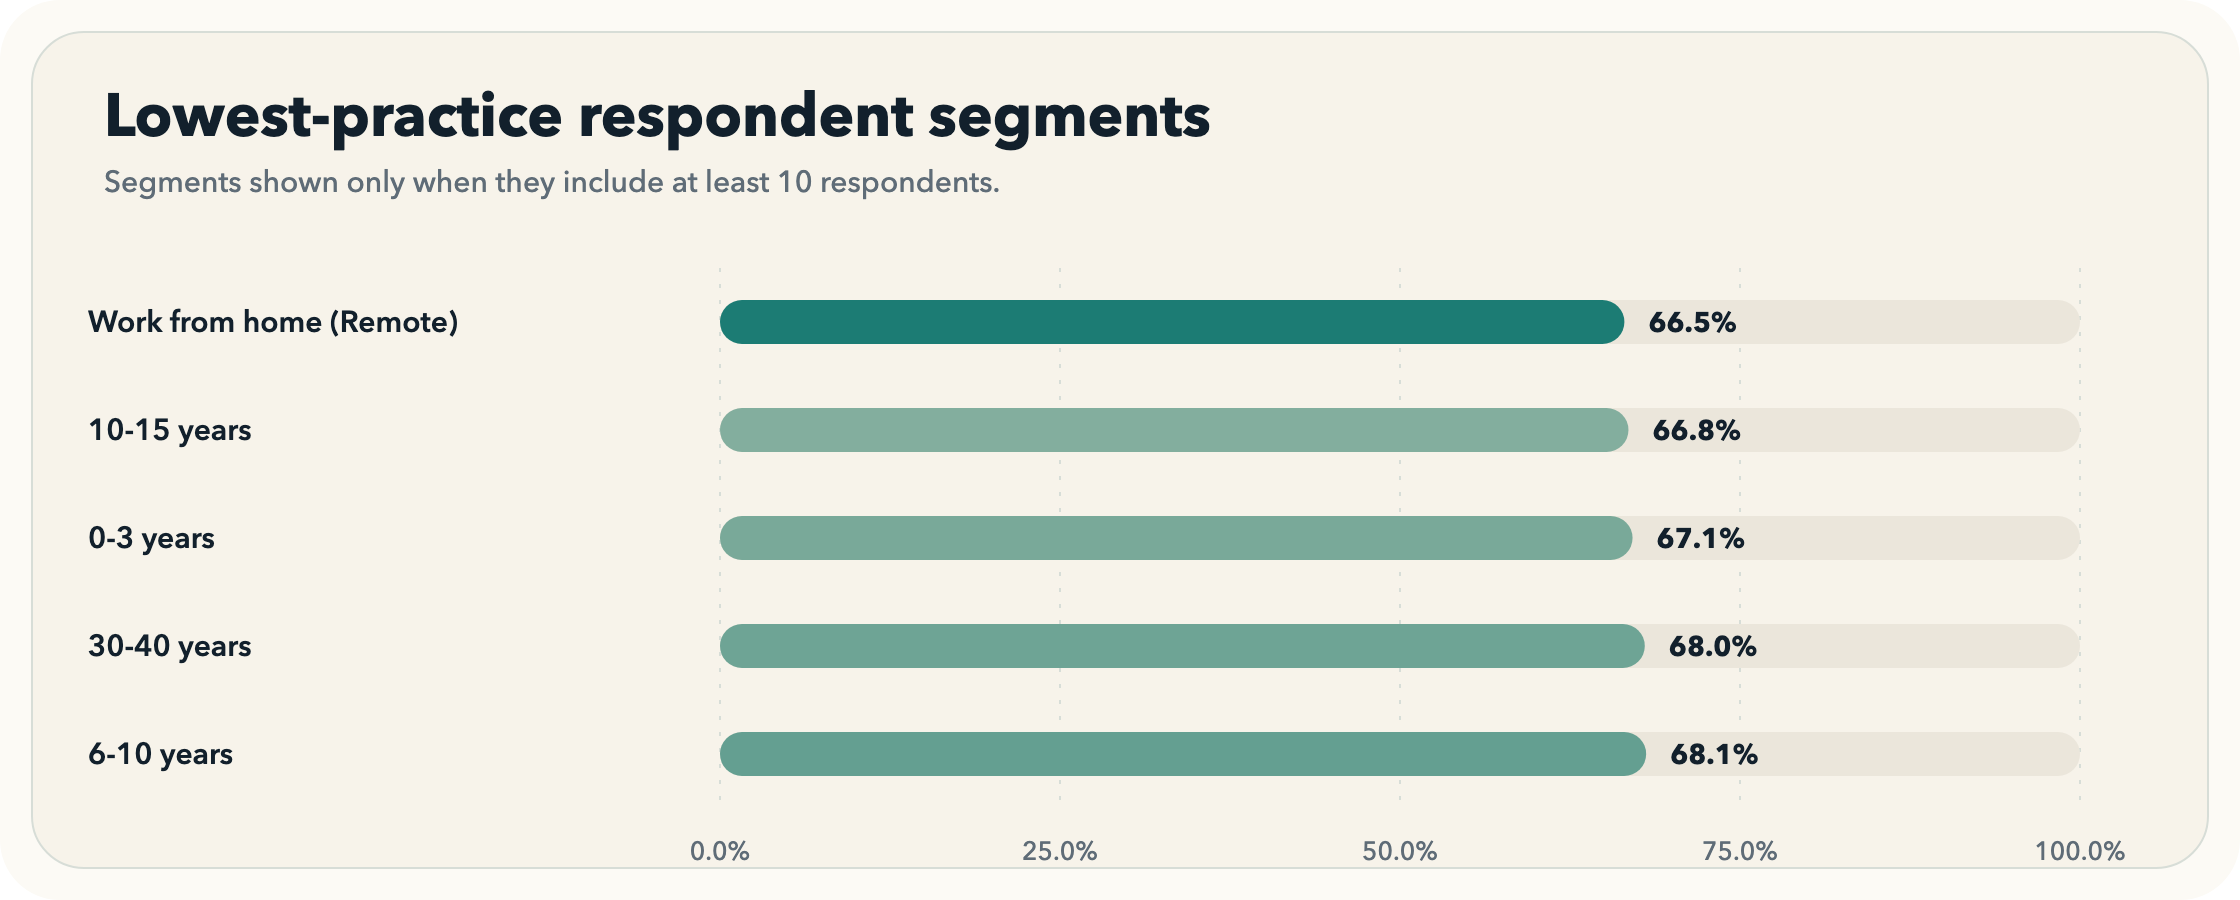 Lowest-practice respondent segments
Segments shown only when they include at least 10 respondents.
Work from home (Remote) 66.5%
10-15 years 66.8%
0-3 years 67.1%
30-40 years 68.0%
6-10 years 68.1%
0.0% 25.0% 50.0% 75.0% 100.0%